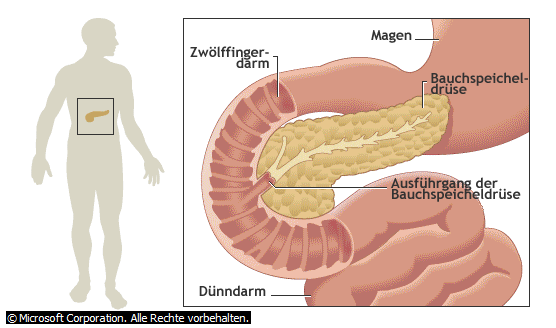 Magen
Zwölffinger-
darm
Bauchspeichel-
drüse
Ausführgang der
Bauchspeicheldrüse
Dünndarm
© Microsoft Corporation. Alle Rechte vorbehalten.